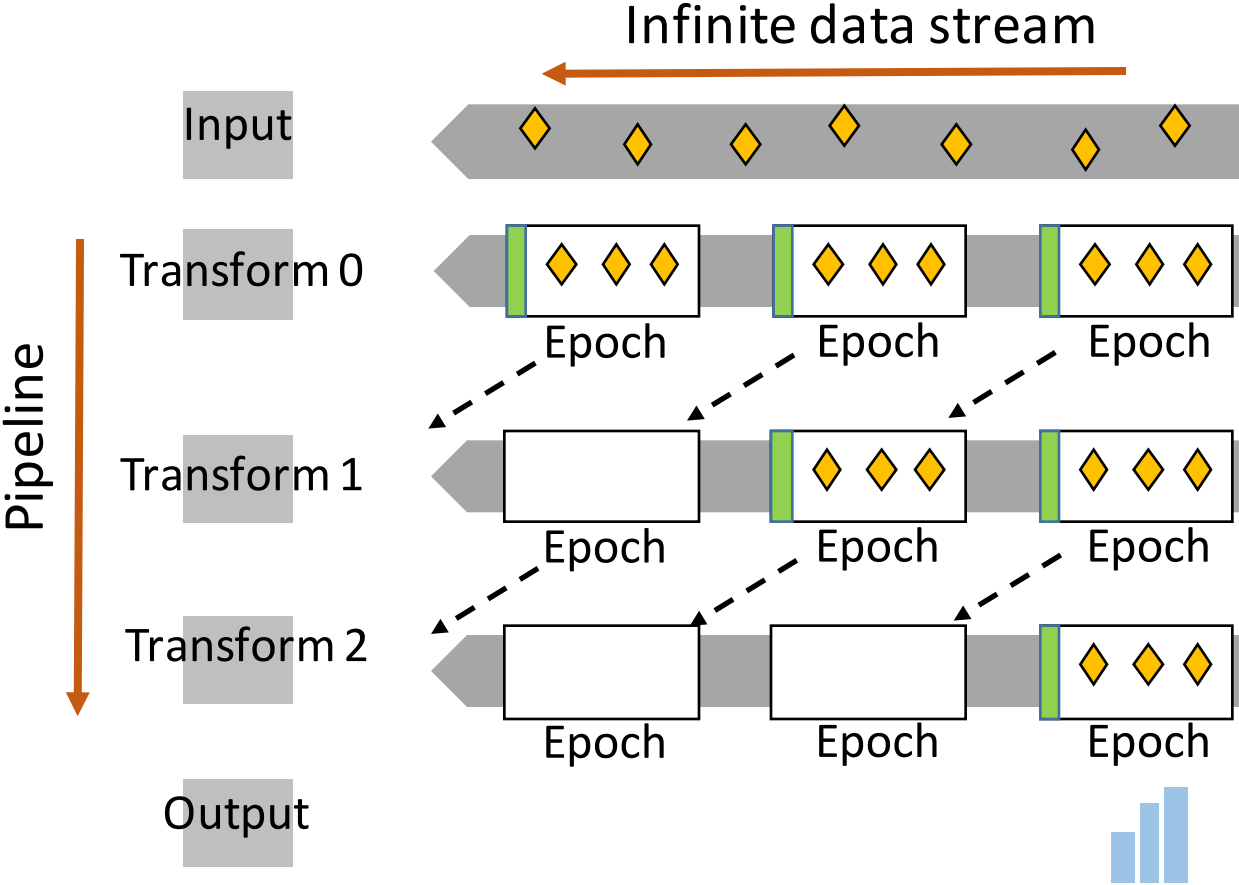 Infinite data stream
Input
Transform 0
Epoch Epoch Epoch
Pipeline
Transform 1
Epoch Epoch Epoch
Transform 2
Epoch Epoch Epoch
Output